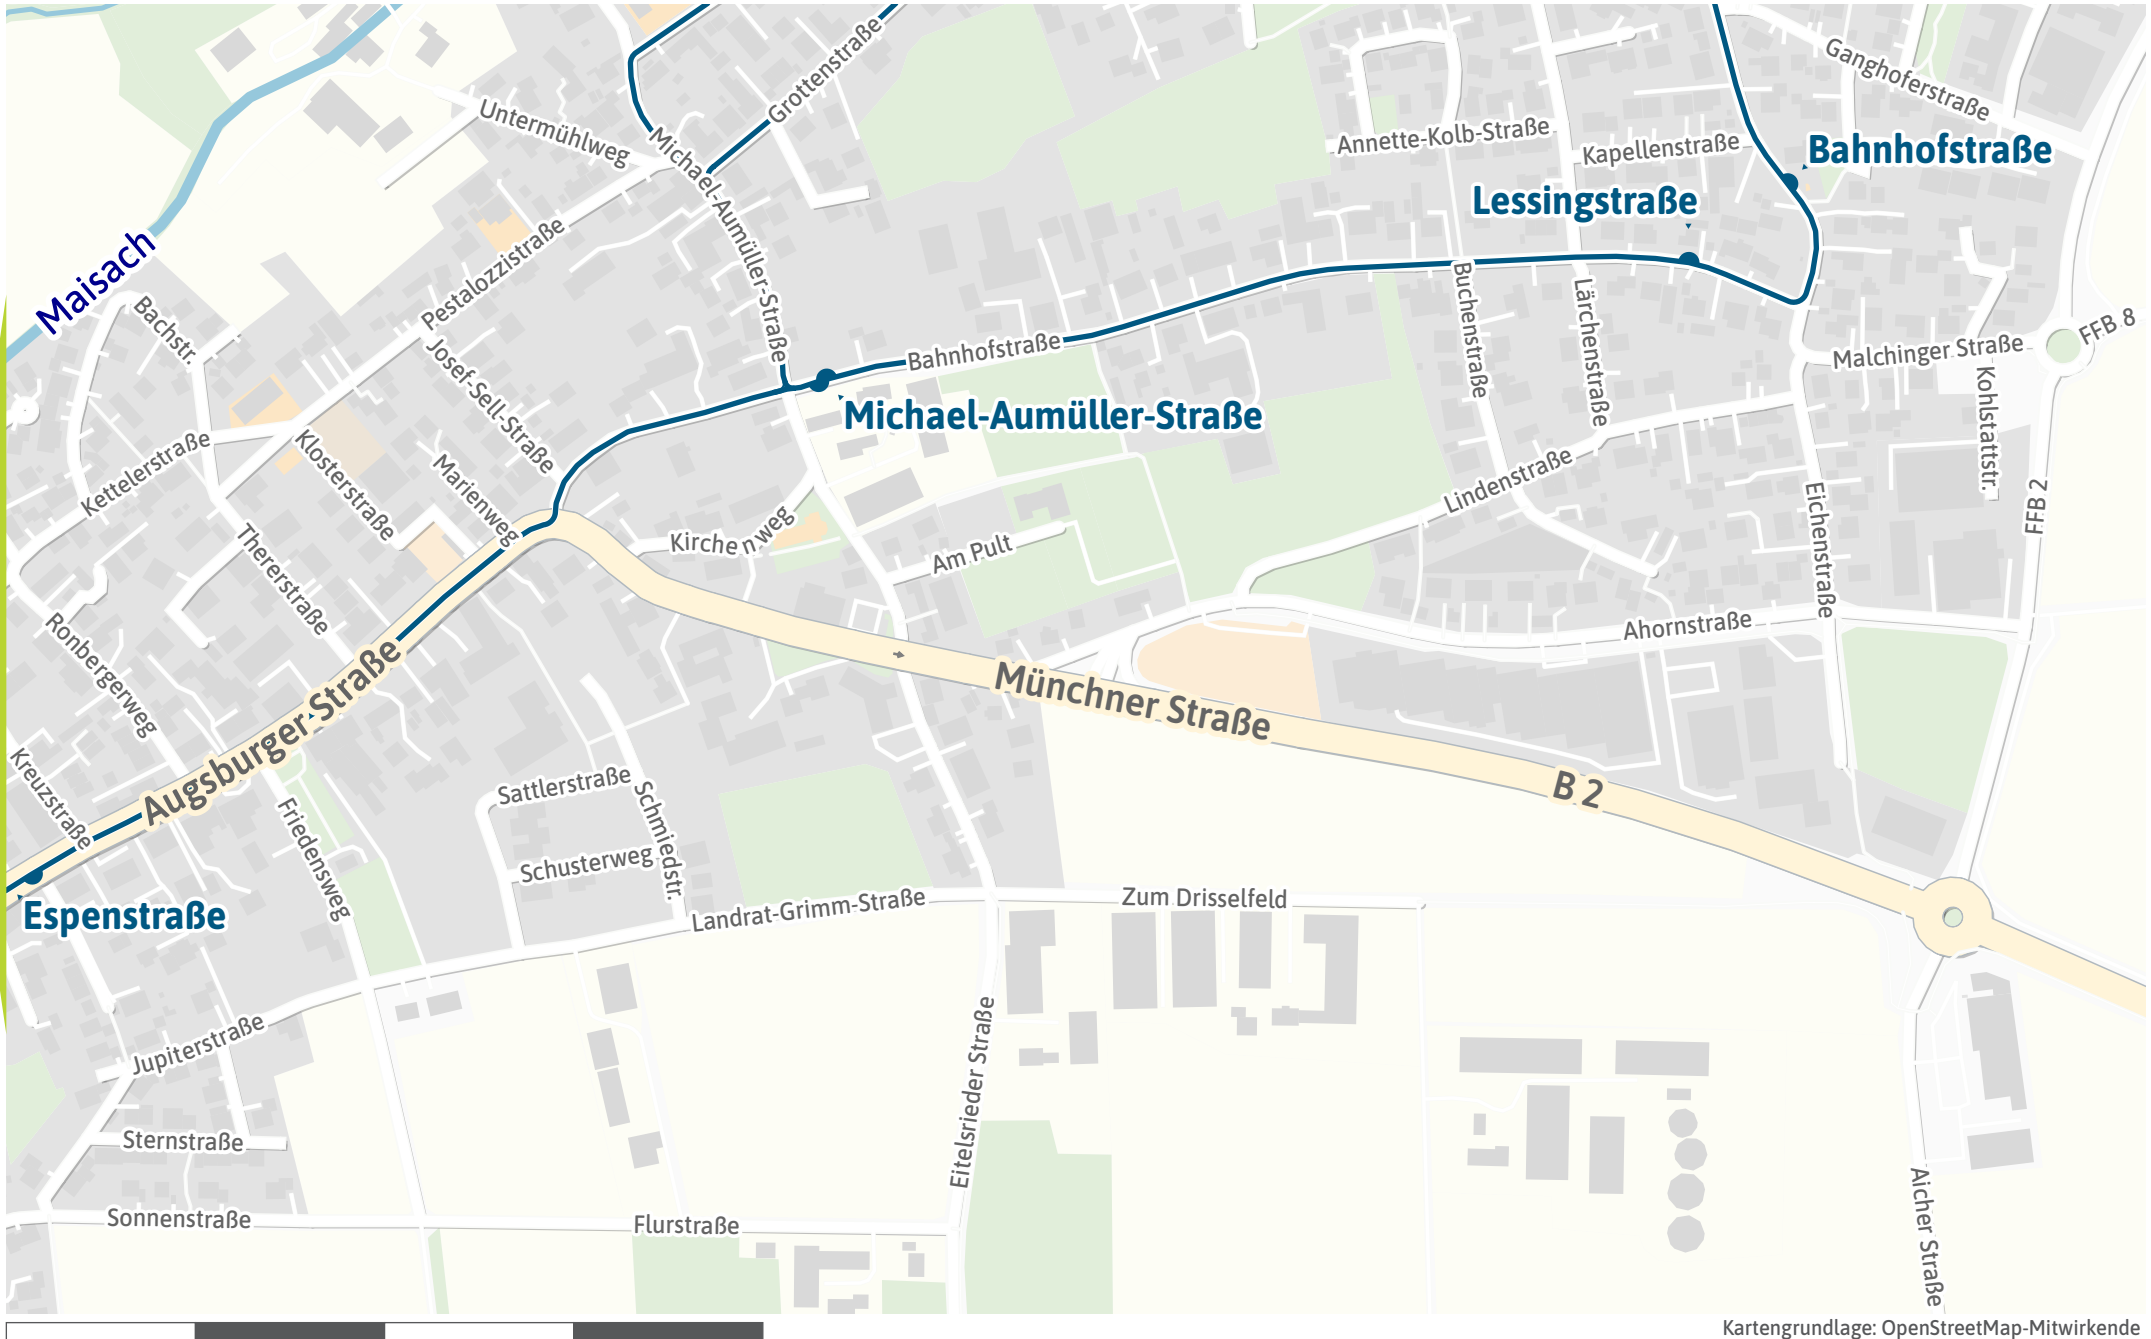 Ganghoferstraße
Grottenstraße
Untermühlweg
Michael-Aumüller-Straße
Annette-Kolb-Straße
Kapellenstraße
Bahnhofstraße
Lessingstraße
Maisach
Pestalozzistraße
Bachstr.
Josef-Sell-Straße
Bahnhofstraße
Buchenstraße
Lärchenstraße
FFB 8
Malchinger Straße
Kohlstattstr.
Michael-Aumüller-Straße
Kettelerstraße
Klosterstraße
Marienweg
Lindenstraße
Eichenstraße
FFB 2
Kirchenweg
Am Pult
Thererstraße
Ronbergerweg
Ahornstraße
Augsburger Straße
Münchner Straße
B 2
Kreuzstraße
Friedensweg
Sattlerstraße
Schmiedstr.
Schusterweg
Espenstraße
Landrat-Grimm-Straße
Zum Drisselfeld
Jupiterstraße
Eitelsrieder Straße
Sternstraße
Sonnenstraße
Flurstraße
Aicher Straße
Kartengrundlage: OpenStreetMap-Mitwirkende